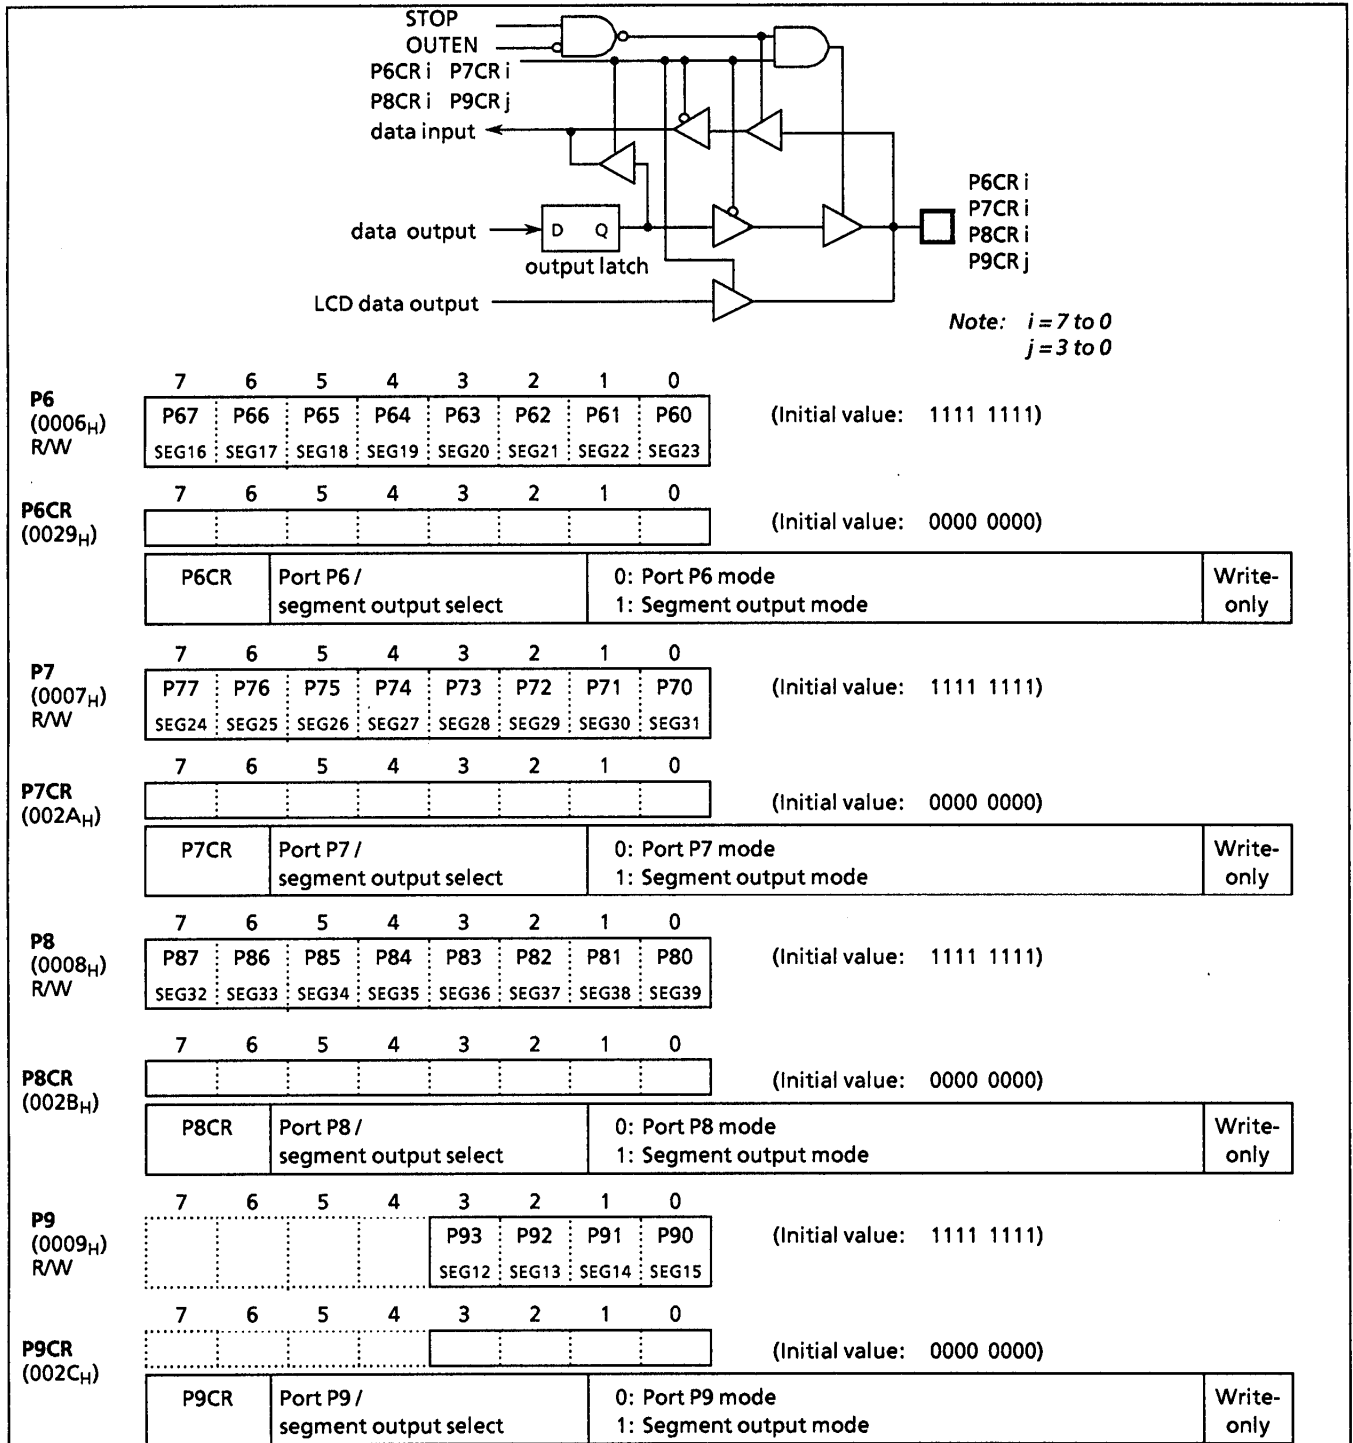 STOP
OUTEN
P6CR i P7CR i
P8CR i P9CR j
data input
P6CR i
P7CR i
P8CR i
P9CR j
data output
D Q
output latch
LCD data output
Note: i = 7 to 0
j = 3 to 0
7 6 5 4 3 2 1 0
P6
(0006H)
R/W
P67 P66 P65 P64 P63 P62 P61 P60
SEG16 SEG17 SEG18 SEG19 SEG20 SEG21 SEG22 SEG23
(Initial value: 1111 1111)
7 6 5 4 3 2 1 0
P6CR
(0029H)
(Initial value: 0000 0000)
P6CR
Port P6 /
segment output select
0: Port P6 mode
1: Segment output mode
Write-
only
7 6 5 4 3 2 1 0
P7
(0007H)
R/W
P77 P76 P75 P74 P73 P72 P71 P70
SEG24 SEG25 SEG26 SEG27 SEG28 SEG29 SEG30 SEG31
(Initial value: 1111 1111)
7 6 5 4 3 2 1 0
P7CR
(002AH)
(Initial value: 0000 0000)
P7CR
Port P7 /
segment output select
0: Port P7 mode
1: Segment output mode
Write-
only
7 6 5 4 3 2 1 0
P8
(0008H)
R/W
P87 P86 P85 P84 P83 P82 P81 P80
SEG32 SEG33 SEG34 SEG35 SEG36 SEG37 SEG38 SEG39
(Initial value: 1111 1111)
7 6 5 4 3 2 1 0
P8CR
(002BH)
(Initial value: 0000 0000)
P8CR
Port P8 /
segment output select
0: Port P8 mode
1: Segment output mode
Write-
only
7 6 5 4 3 2 1 0
P9
(0009H)
R/W
P93 P92 P91 P90
SEG12 SEG13 SEG14 SEG15
(Initial value: 1111 1111)
7 6 5 4 3 2 1 0
P9CR
(002CH)
(Initial value: 0000 0000)
P9CR
Port P9 /
segment output select
0: Port P9 mode
1: Segment output mode
Write-
only